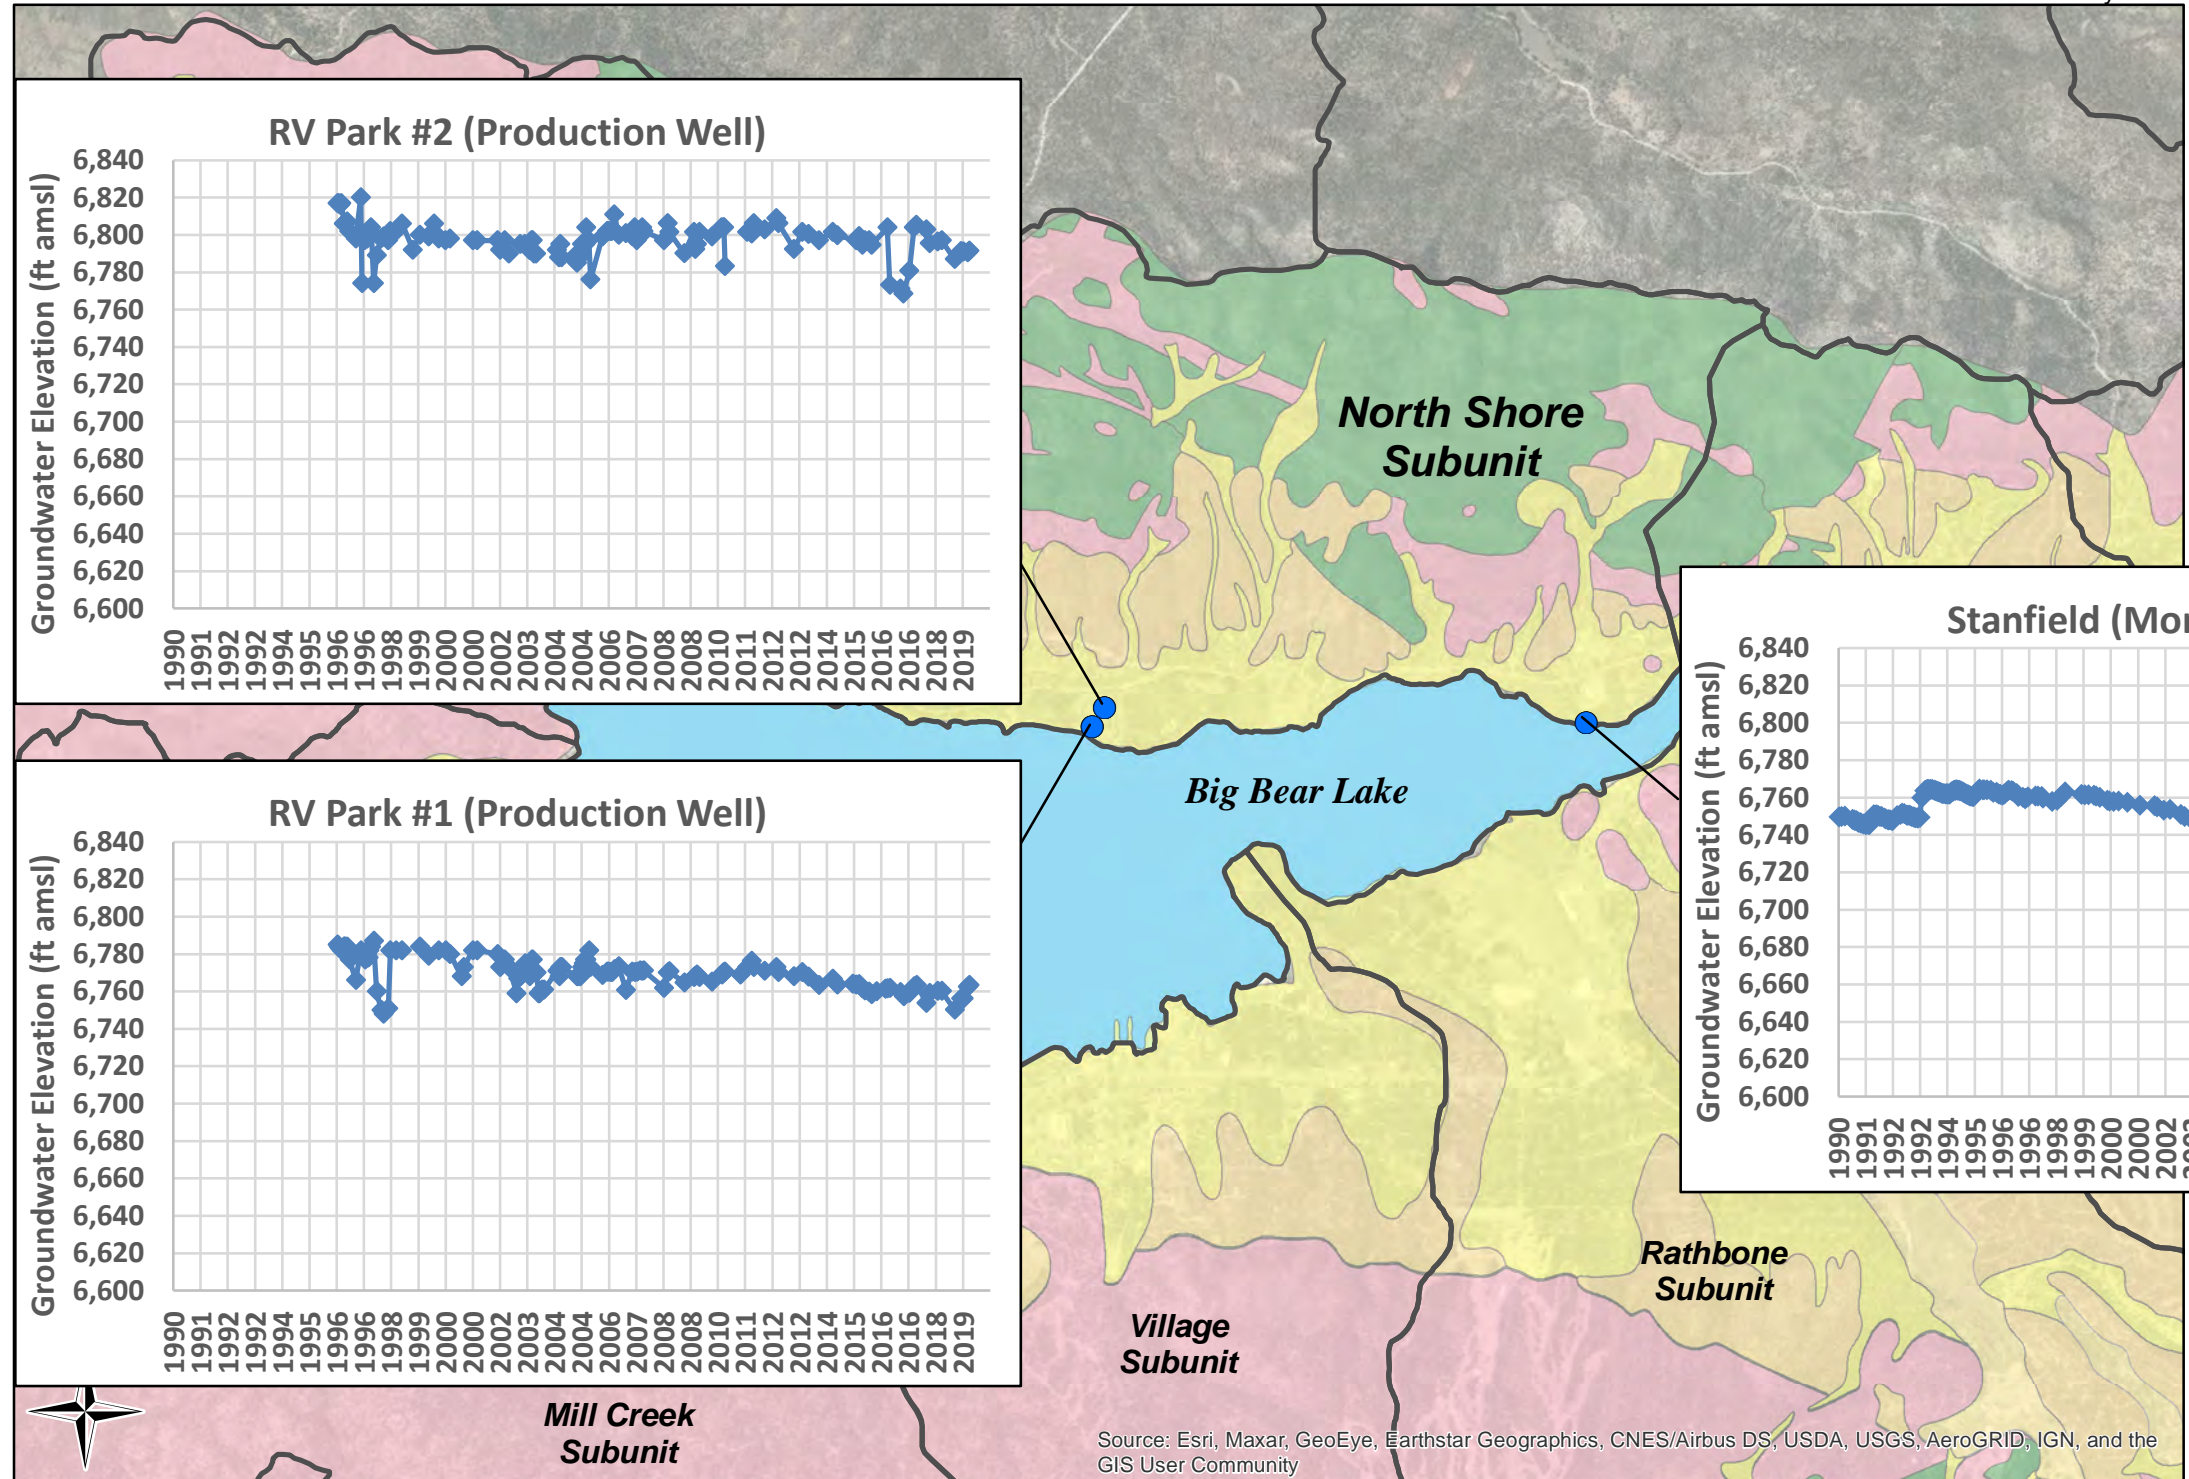 RV Park #2 (Production Well)
Groundwater Elevation (ft amsl)
6,840
6,820
6,800
6,780
6,760
6,740
6,720
6,700
6,680
6,660
6,640
6,620
6,600
1990 1991 1992 1992 1994 1995 1996 1996 1998 1999 2000 2000 2002 2003 2004 2004 2006 2007 2008 2008 2010 2011 2012 2012 2014 2015 2016 2016 2018 2019
North Shore
Subunit
Stanfield (Mor
Groundwater Elevation (ft amsl)
6,840
6,820
6,800
6,780
6,760
6,740
6,720
6,700
6,680
6,660
6,640
6,620
6,600
1990 1991 1992 1992 1994 1995 1996 1996 1998 1999 2000 2000 2002
Big Bear Lake
RV Park #1 (Production Well)
Groundwater Elevation (ft amsl)
6,840
6,820
6,800
6,780
6,760
6,740
6,720
6,700
6,680
6,660
6,640
6,620
6,600
1990 1991 1992 1992 1994 1995 1996 1996 1998 1999 2000 2000 2002 2003 2004 2004 2006 2007 2008 2008 2010 2011 2012 2012 2014 2015 2016 2016 2018 2019
Rathbone
Subunit
Village
Subunit
Mill Creek
Subunit
Source: Esri, Maxar, GeoEye, Earthstar Geographics, CNES/Airbus DS, USDA, USGS, AeroGRID, IGN, and the
GIS User Community